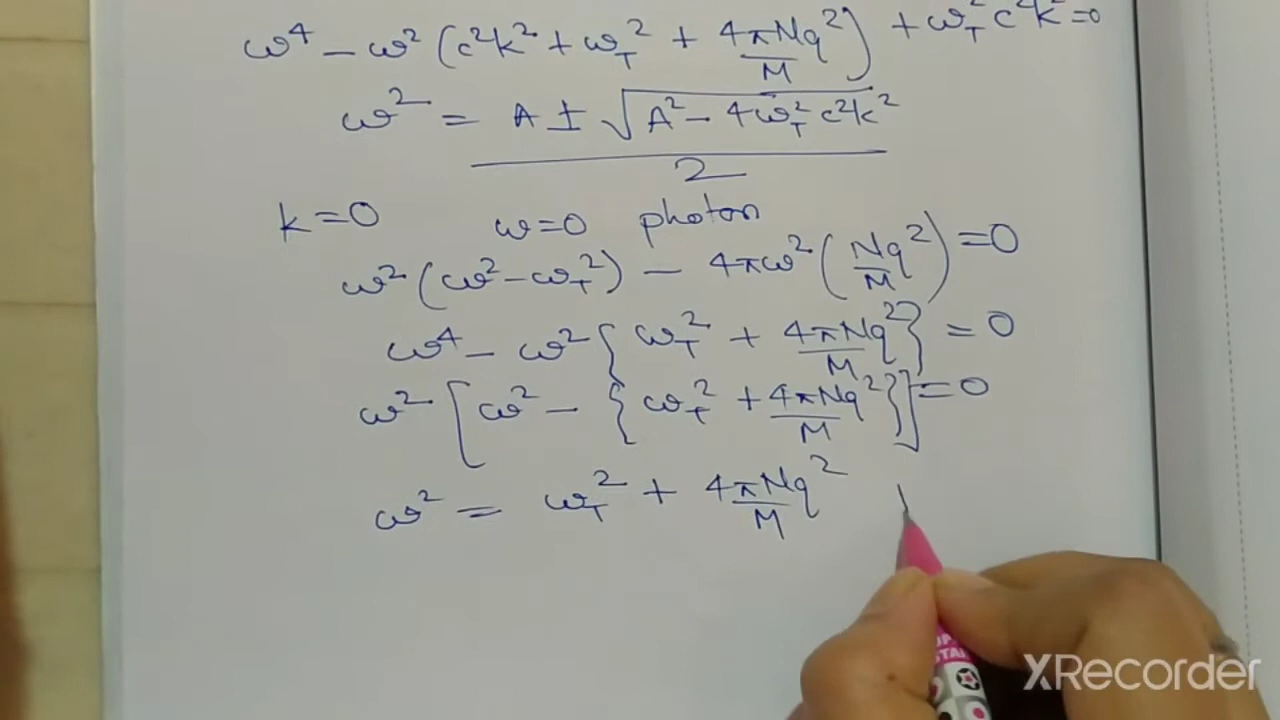 ω⁴ − ω² (c²k² + ω_T² + 4πNq²/M) + ω_T² c²k² = 0
ω² = A ± √(A² − 4ω_T² c²k²) / 2
k = 0 ω = 0 photon
ω² (ω² − ω_T²) − 4πω² (Nq²/M) = 0
ω⁴ − ω² {ω_T² + 4πNq²/M} = 0
ω² [ω² − {ω_T² + 4πNq²/M}] = 0
ω² = ω_T² + 4πNq²/M
XRecorder